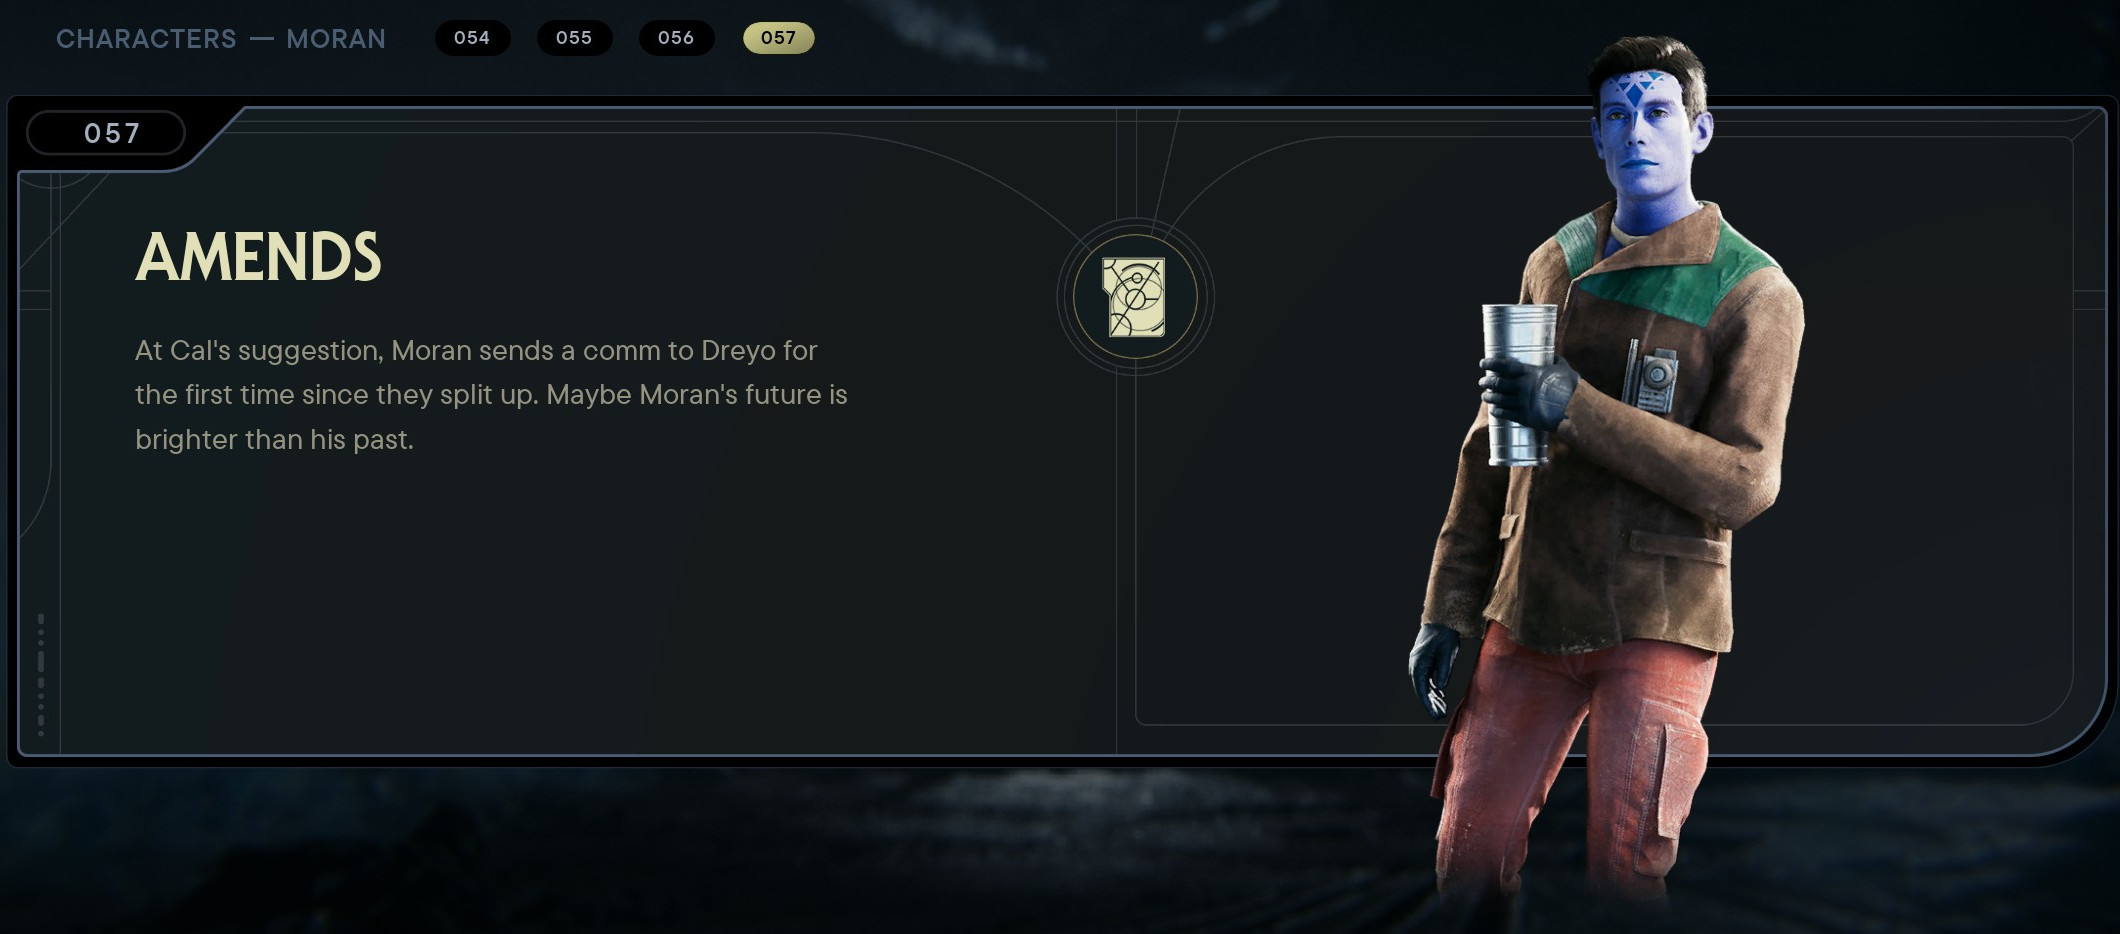 CHARACTERS — MORAN 054 055 056 057
057
AMENDS
At Cal's suggestion, Moran sends a comm to Dreyo for
the first time since they split up. Maybe Moran's future is
brighter than his past.